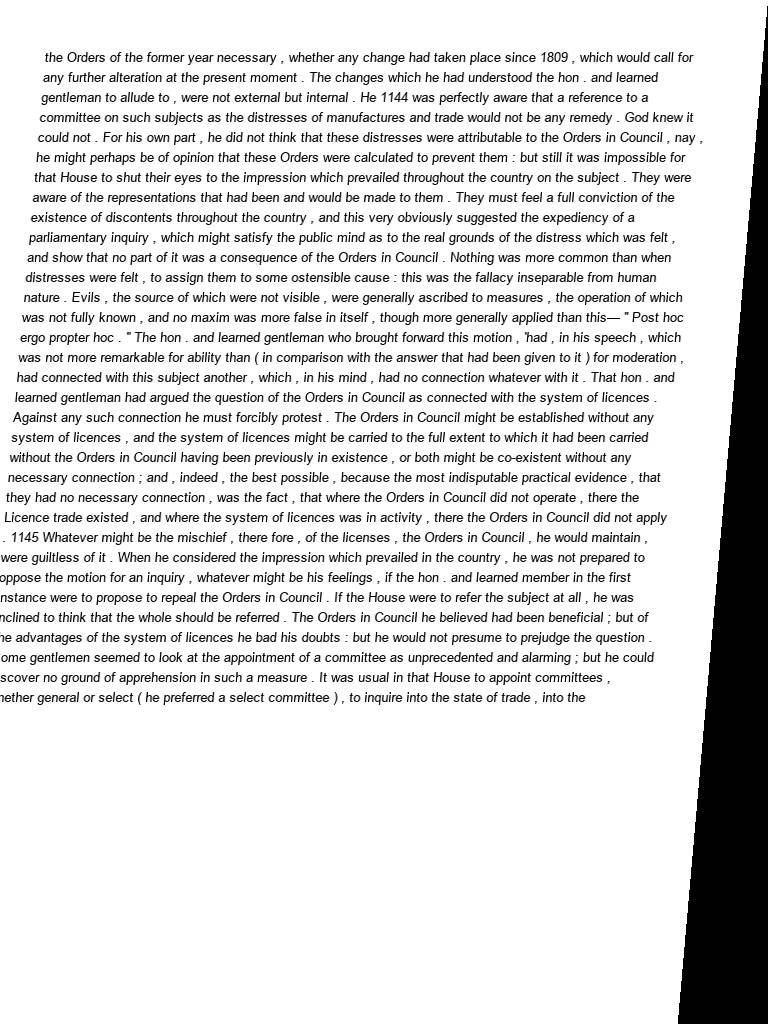 the Orders of the former year necessary , whether any change had taken place since 1809 , which would call for
any further alteration at the present moment . The changes which he had understood the hon . and learned
gentleman to allude to , were not external but internal . He 1144 was perfectly aware that a reference to a
committee on such subjects as the distresses of manufactures and trade would not be any remedy . God knew it
could not . For his own part , he did not think that these distresses were attributable to the Orders in Council , nay ,
he might perhaps be of opinion that these Orders were calculated to prevent them : but still it was impossible for
that House to shut their eyes to the impression which prevailed throughout the country on the subject . They were
aware of the representations that had been and would be made to them . They must feel a full conviction of the
existence of discontents throughout the country , and this very obviously suggested the expediency of a
parliamentary inquiry , which might satisfy the public mind as to the real grounds of the distress which was felt ,
and show that no part of it was a consequence of the Orders in Council . Nothing was more common than when
distresses were felt , to assign them to some ostensible cause : this was the fallacy inseparable from human
nature . Evils , the source of which were not visible , were generally ascribed to measures , the operation of which
was not fully known , and no maxim was more false in itself , though more generally applied than this— " Post hoc
ergo propter hoc . " The hon . and learned gentleman who brought forward this motion , 'had , in his speech , which
was not more remarkable for ability than ( in comparison with the answer that had been given to it ) for moderation ,
had connected with this subject another , which , in his mind , had no connection whatever with it . That hon . and
learned gentleman had argued the question of the Orders in Council as connected with the system of licences .
Against any such connection he must forcibly protest . The Orders in Council might be established without any
system of licences , and the system of licences might be carried to the full extent to which it had been carried
without the Orders in Council having been previously in existence , or both might be co-existent without any
necessary connection ; and , indeed , the best possible , because the most indisputable practical evidence , that
they had no necessary connection , was the fact , that where the Orders in Council did not operate , there the
Licence trade existed , and where the system of licences was in activity , there the Orders in Council did not apply
. 1145 Whatever might be the mischief , there fore , of the licenses , the Orders in Council , he would maintain ,
were guiltless of it . When he considered the impression which prevailed in the country , he was not prepared to
oppose the motion for an inquiry , whatever might be his feelings , if the hon . and learned member in the first
nstance were to propose to repeal the Orders in Council . If the House were to refer the subject at all , he was
nclined to think that the whole should be referred . The Orders in Council he believed had been beneficial ; but of
he advantages of the system of licences he bad his doubts : but he would not presume to prejudge the question .
ome gentlemen seemed to look at the appointment of a committee as unprecedented and alarming ; but he could
scover no ground of apprehension in such a measure . It was usual in that House to appoint committees ,
hether general or select ( he preferred a select committee ) , to inquire into the state of trade , into the